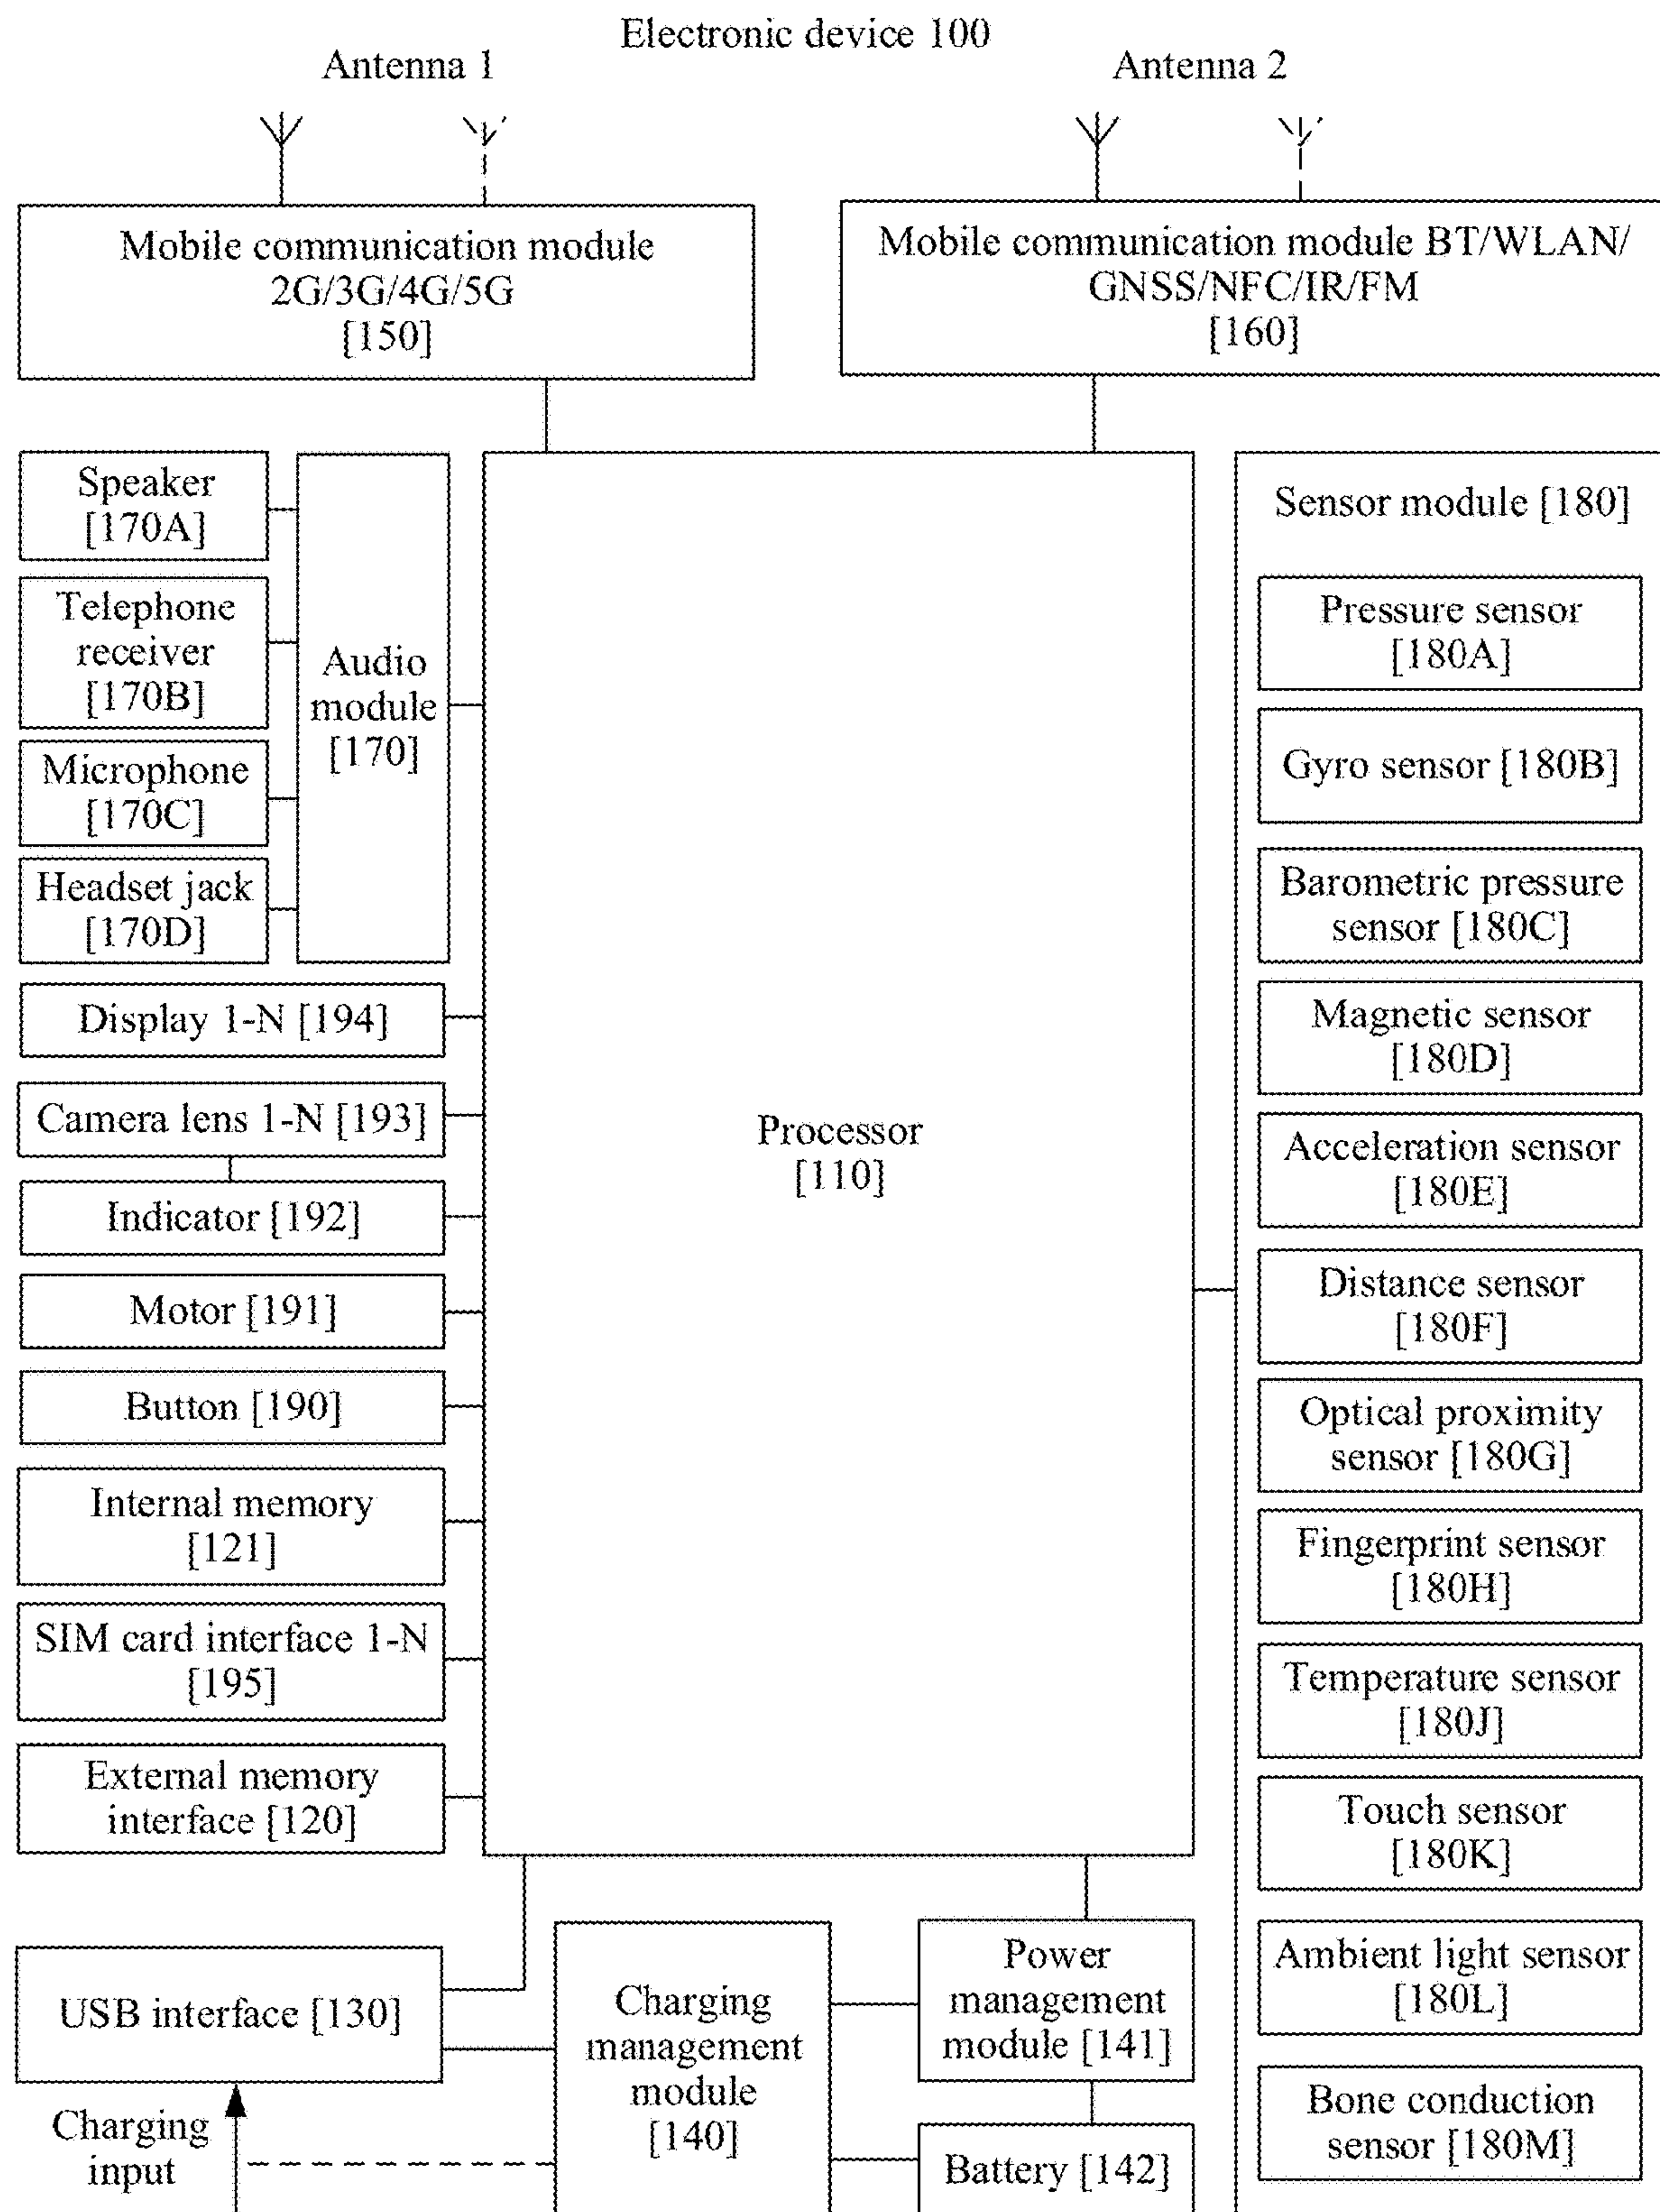 Electronic device 100
Antenna 1
Antenna 2
Mobile communication module
2G/3G/4G/5G
[150]
Mobile communication module BT/WLAN/
GNSS/NFC/IR/FM
[160]
Speaker
[170A]
Telephone
receiver
[170B]
Microphone
[170C]
Headset jack
[170D]
Audio
module
[170]
Display 1-N [194]
Camera lens 1-N [193]
Indicator [192]
Motor [191]
Button [190]
Internal memory
[121]
SIM card interface 1-N
[195]
External memory
interface [120]
Processor
[110]
Sensor module [180]
Pressure sensor
[180A]
Gyro sensor [180B]
Barometric pressure
sensor [180C]
Magnetic sensor
[180D]
Acceleration sensor
[180E]
Distance sensor
[180F]
Optical proximity
sensor [180G]
Fingerprint sensor
[180H]
Temperature sensor
[180J]
Touch sensor
[180K]
Ambient light sensor
[180L]
Bone conduction
sensor [180M]
USB interface [130]
Charging
input
Charging
management
module
[140]
Power
management
module [141]
Battery [142]